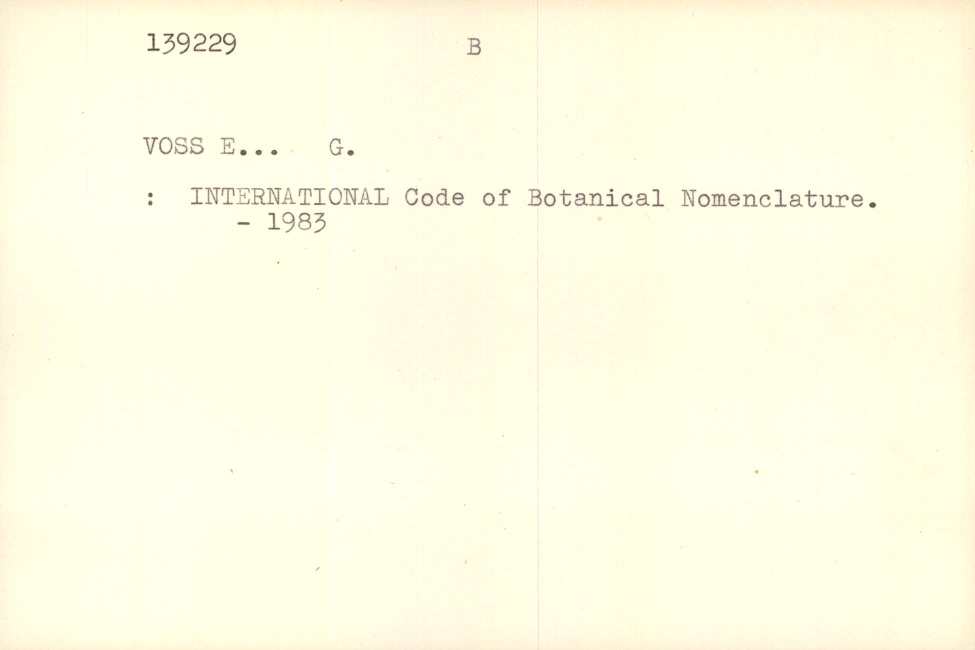 139229 B
VOSS E... G.
: INTERNATIONAL Code of Botanical Nomenclature.
- 1983